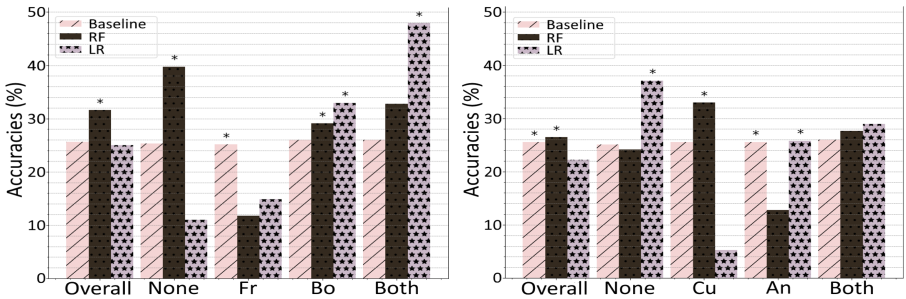 Accuracies (%)
50
40
30
20
10
0
Baseline
RF
LR
* * * * * *
Overall None Fr Bo Both
Accuracies (%)
50
40
30
20
10
0
Baseline
RF
LR
* * * * * *
Overall None Cu An Both